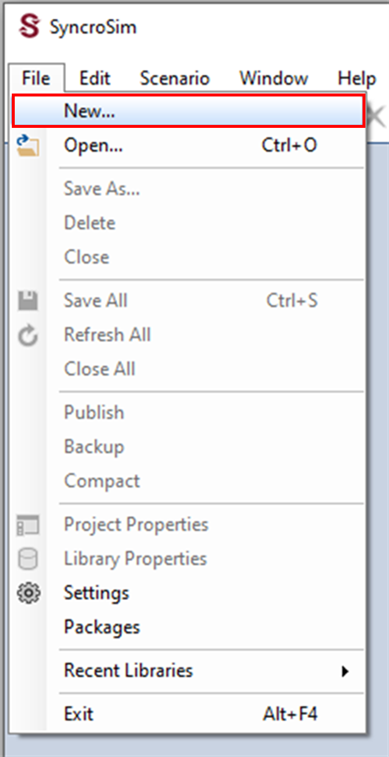 SyncroSim
File Edit Scenario Window Help
New...
Open... Ctrl+O
Save As...
Delete
Close
Save All Ctrl+S
Refresh All
Close All
Publish
Backup
Compact
Project Properties
Library Properties
Settings
Packages
Recent Libraries
Exit Alt+F4